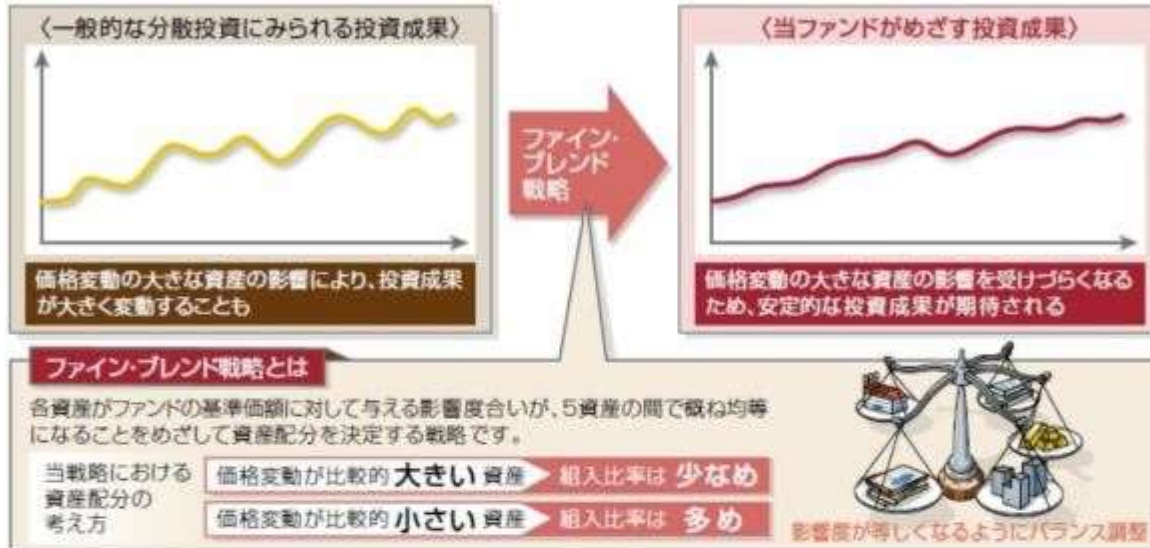 〈一般的な分散投資にみられる投資成果〉
価格変動の大きな資産の影響により、投資成果
が大きく変動することも
ファイン・
ブレンド
戦略
〈当ファンドがめざす投資成果〉
価格変動の大きな資産の影響を受けづらくなる
ため、安定的な投資成果が期待される
ファイン・ブレンド戦略とは
各資産がファンドの基準価額に対して与える影響度合いが、5資産の間で概ね均等
になることをめざして資産配分を決定する戦略です。
当戦略における
資産配分の
考え方
価格変動が比較的 大きい 資産 組入比率は 少なめ
価格変動が比較的 小さい 資産 組入比率は 多め
影響度が等しくなるようにバランス調整